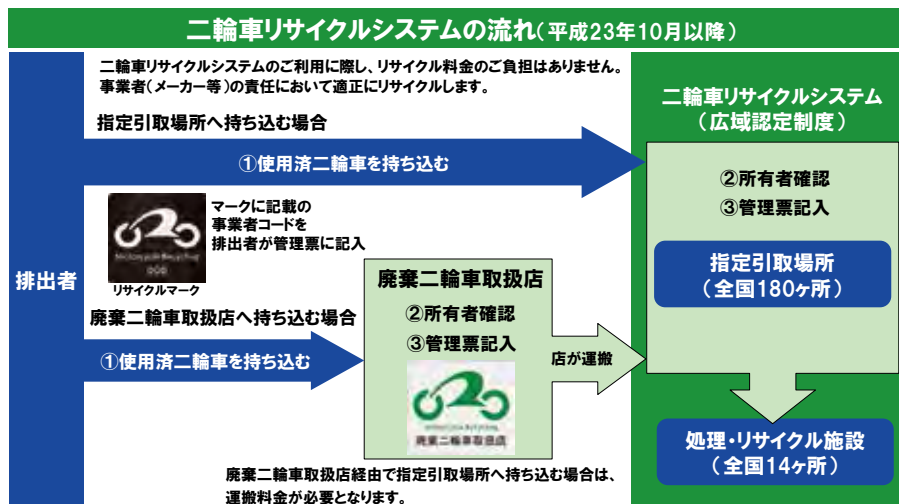 二輪車リサイクルシステムの流れ(平成23年10月以降)
二輪車リサイクルシステムのご利用に際し、リサイクル料金のご負担はありません。
事業者(メーカー等)の責任において適正にリサイクルします。
指定引取場所へ持ち込む場合
①使用済二輪車を持ち込む
マークに記載の
事業者コードを
排出者が管理票に記入
リサイクルマーク
排出者
廃棄二輪車取扱店へ持ち込む場合
①使用済二輪車を持ち込む
廃棄二輪車取扱店
②所有者確認
③管理票記入
廃棄二輪車取扱店
店が運搬
廃棄二輪車取扱店経由で指定引取場所へ持ち込む場合は、
運搬料金が必要となります。
二輪車リサイクルシステム
(広域認定制度)
②所有者確認
③管理票記入
指定引取場所
(全国180ヶ所)
処理・リサイクル施設
(全国14ヶ所)